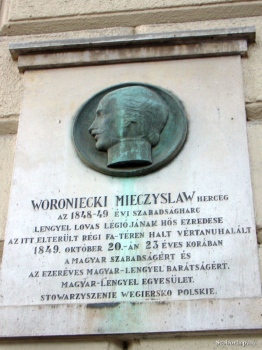 WORONIECKI MIECZYSLAW HERCEG
AZ 1848-49 ÉVI SZABADSÁGHARC
LENGYEL LOVAS LÉGIÓJÁNAK HŐS EZREDESE
AZ ITT ELTERÜLT RÉGI FA-TÉREN HALT VÉRTANUHALÁLT
1849. OKTÓBER 20.-ÁN 23 ÉVES KORÁBAN
A MAGYAR SZABADSÁGÉRT ÉS
AZ EZERÉVES MAGYAR-LENGYEL BARÁTSÁGÉRT.
MAGYAR-LENGYEL EGYESÜLET.
STOWARZYSZENIE WEGIERSKO POLSKIE.